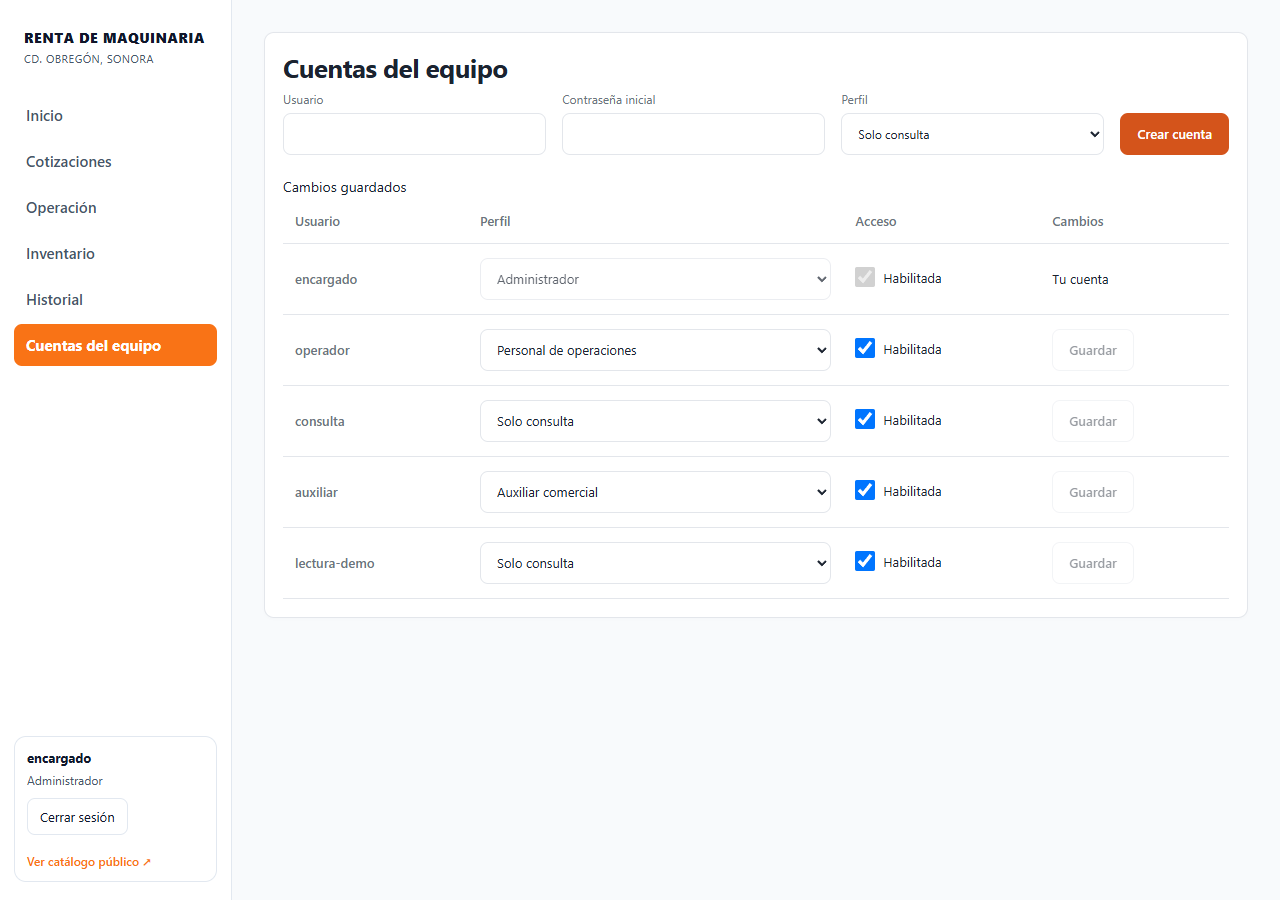 RENTA DE MAQUINARIA
CD. OBREGÓN, SONORA
Inicio
Cotizaciones
Operación
Inventario
Historial
Cuentas del equipo
encargado
Administrador
Cerrar sesión
Ver catálogo público ↗
Cuentas del equipo
Usuario Contraseña inicial Perfil
Solo consulta Crear cuenta
Cambios guardados
Usuario Perfil Acceso Cambios
encargado Administrador Habilitada Tu cuenta
operador Personal de operaciones Habilitada Guardar
consulta Solo consulta Habilitada Guardar
auxiliar Auxiliar comercial Habilitada Guardar
lectura-demo Solo consulta Habilitada Guardar